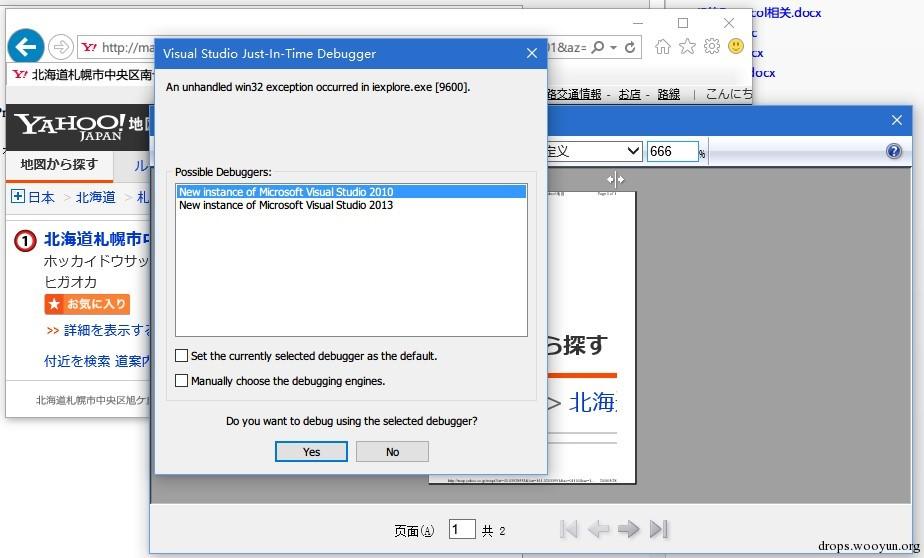 col相关.docx
docx
http://ma
01&az=
北海道札幌市中央区南
Visual Studio Just-In-Time Debugger
An unhandled win32 exception occurred in iexplore.exe [9600].
Possible Debuggers:
New instance of Microsoft Visual Studio 2010
New instance of Microsoft Visual Studio 2013
Set the currently selected debugger as the default.
Manually choose the debugging engines.
Do you want to debug using the selected debugger?
Yes
No
路交通情報 - お店 - 路線 | こんにち
YAHOO! 地
JAPAN
地図から探す
ル
日本 > 北海道 > 札
1
北海道札幌市中
ホッカイドウサッ
ヒガオカ
お気に入り
>> 詳細を表示する
付近を検索 道案内
北海道札幌市中央区旭ケ
定义
666
%
ら探す
> 北海
页面(A) 1 共 2
drops.wooyun.org